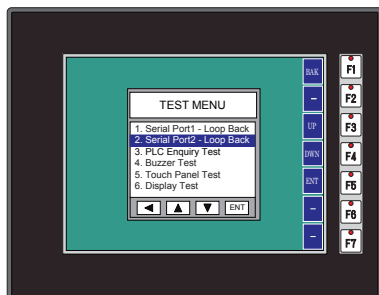 TEST MENU
1. Serial Port1 - Loop Back
2. Serial Port2 - Loop Back
3. PLC Enquiry Test
4. Buzzer Test
5. Touch Panel Test
6. Display Test
ENT
BAK
–
UP
DWN
ENT
–
–
F1
F2
F3
F4
F5
F6
F7